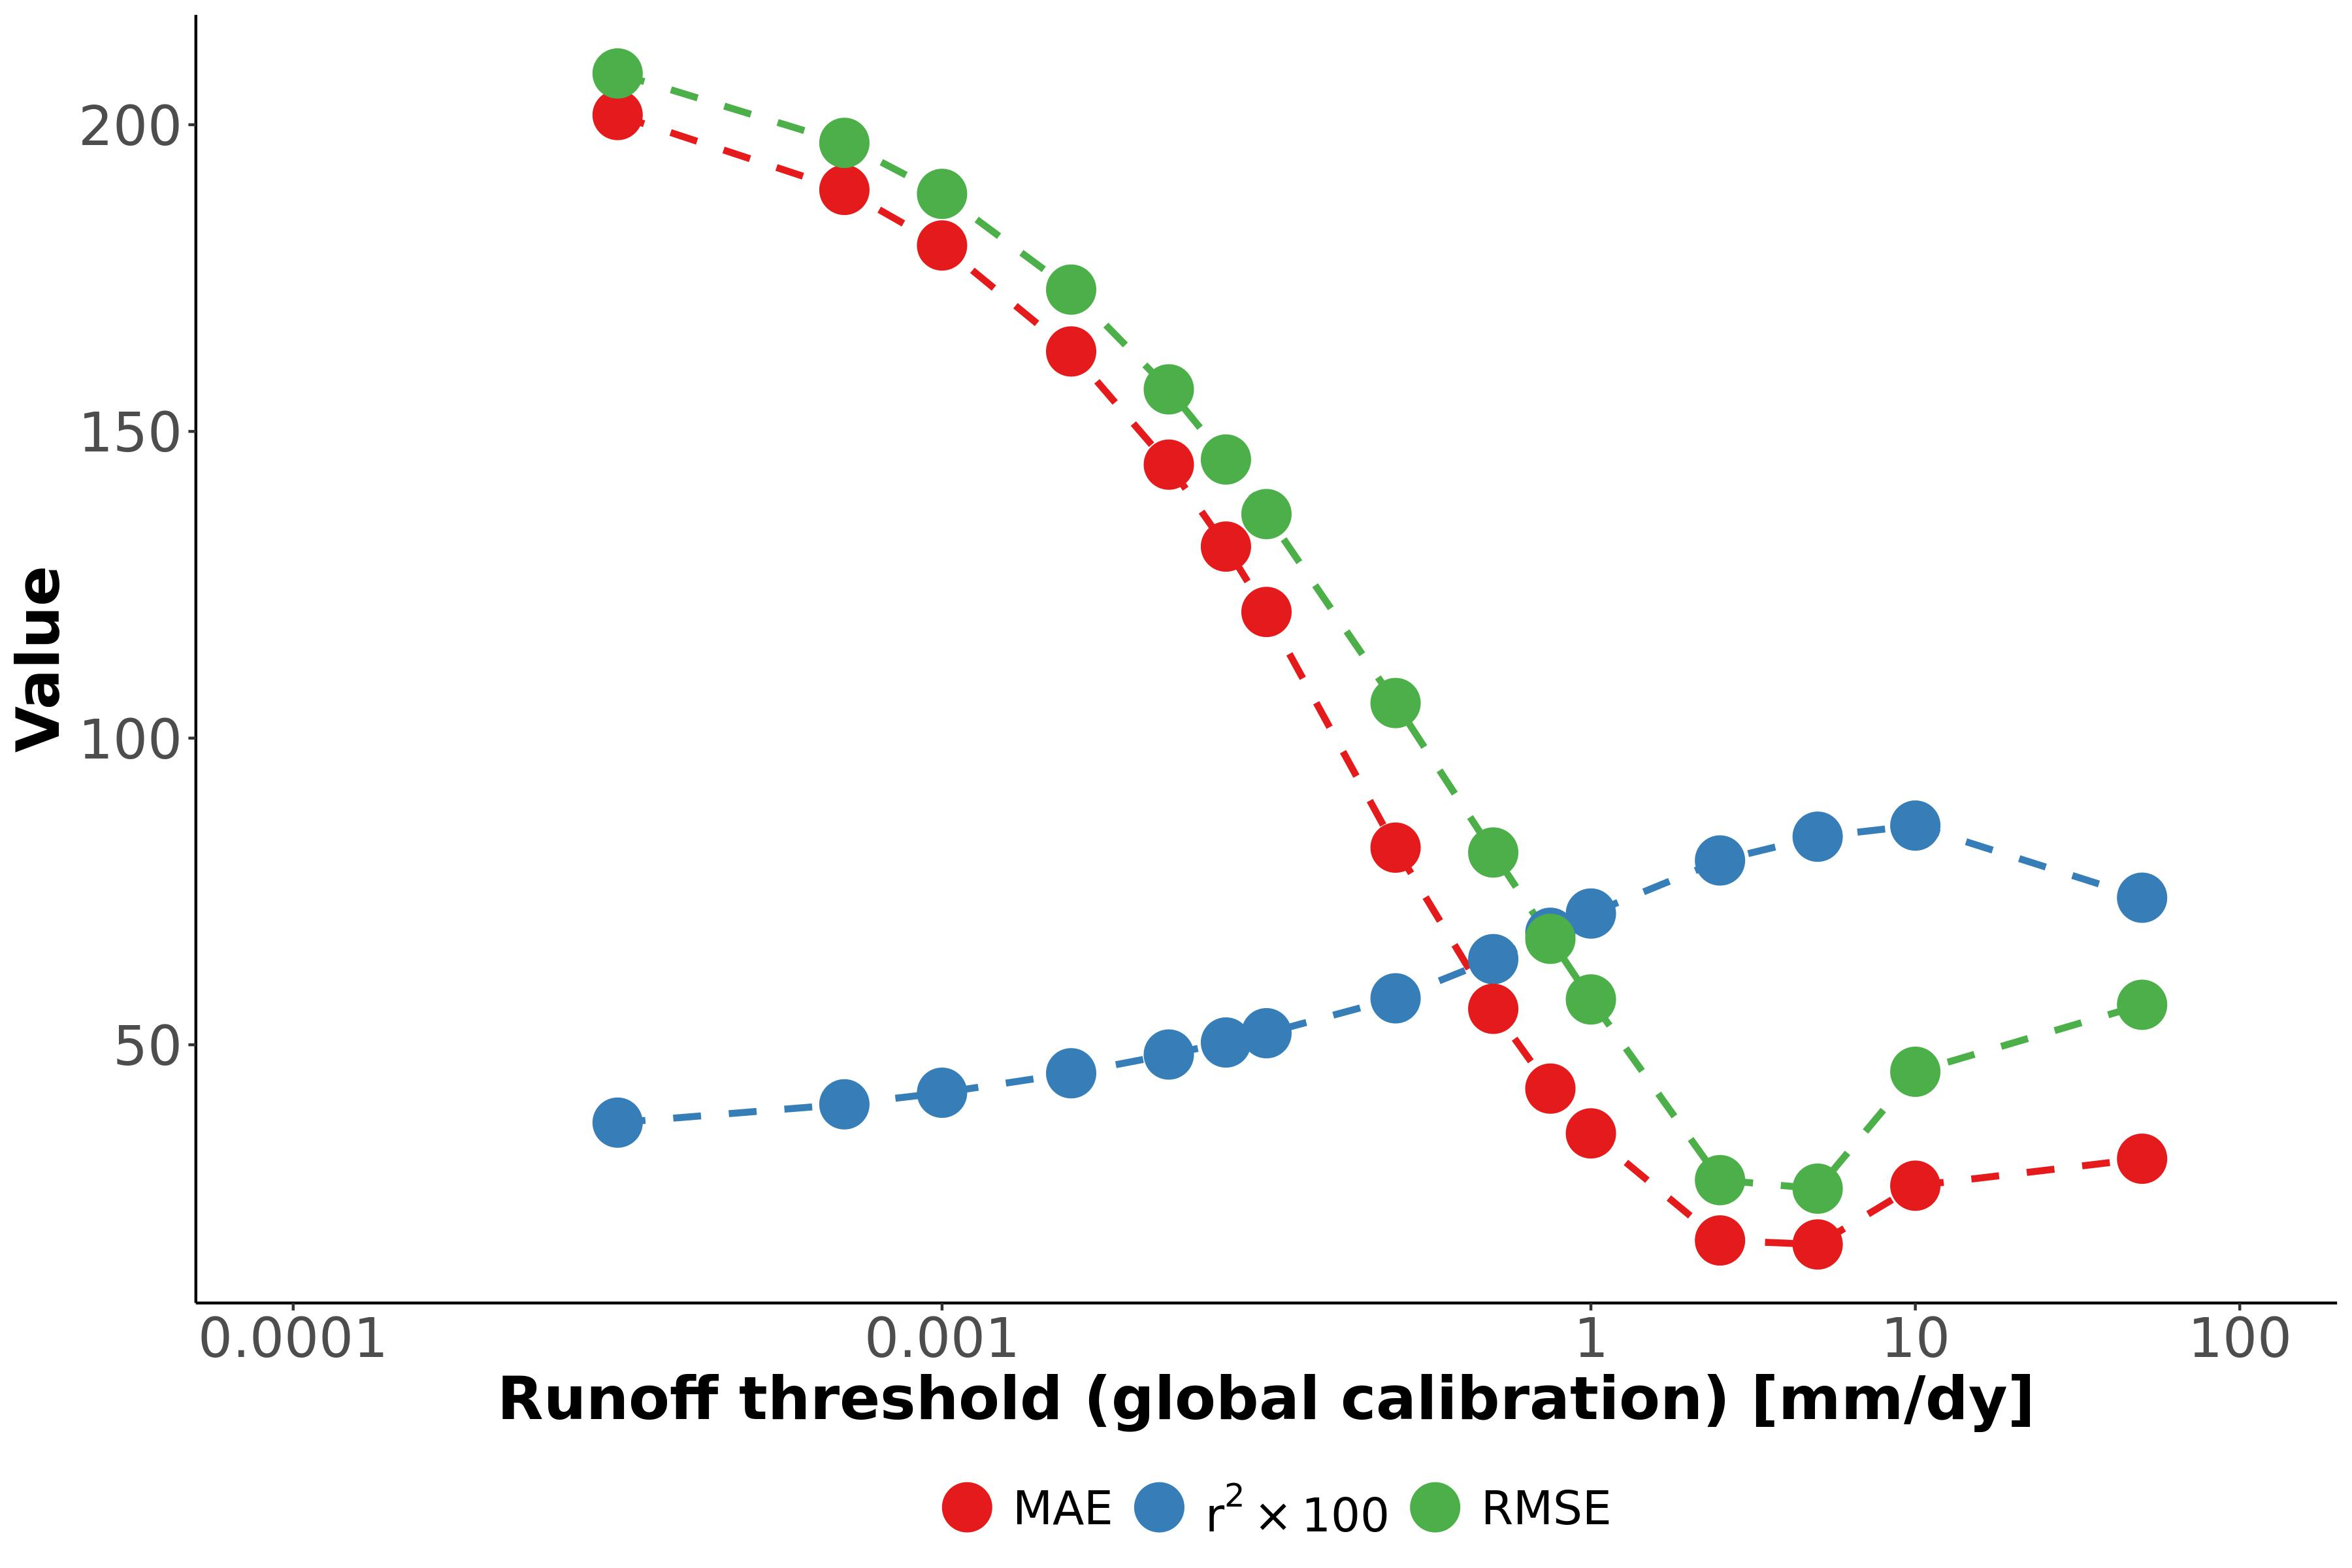 200
150
100
50
Value
0.0001 0.001 1 10 100
Runoff threshold (global calibration) [mm/dy]
MAE r² × 100 RMSE